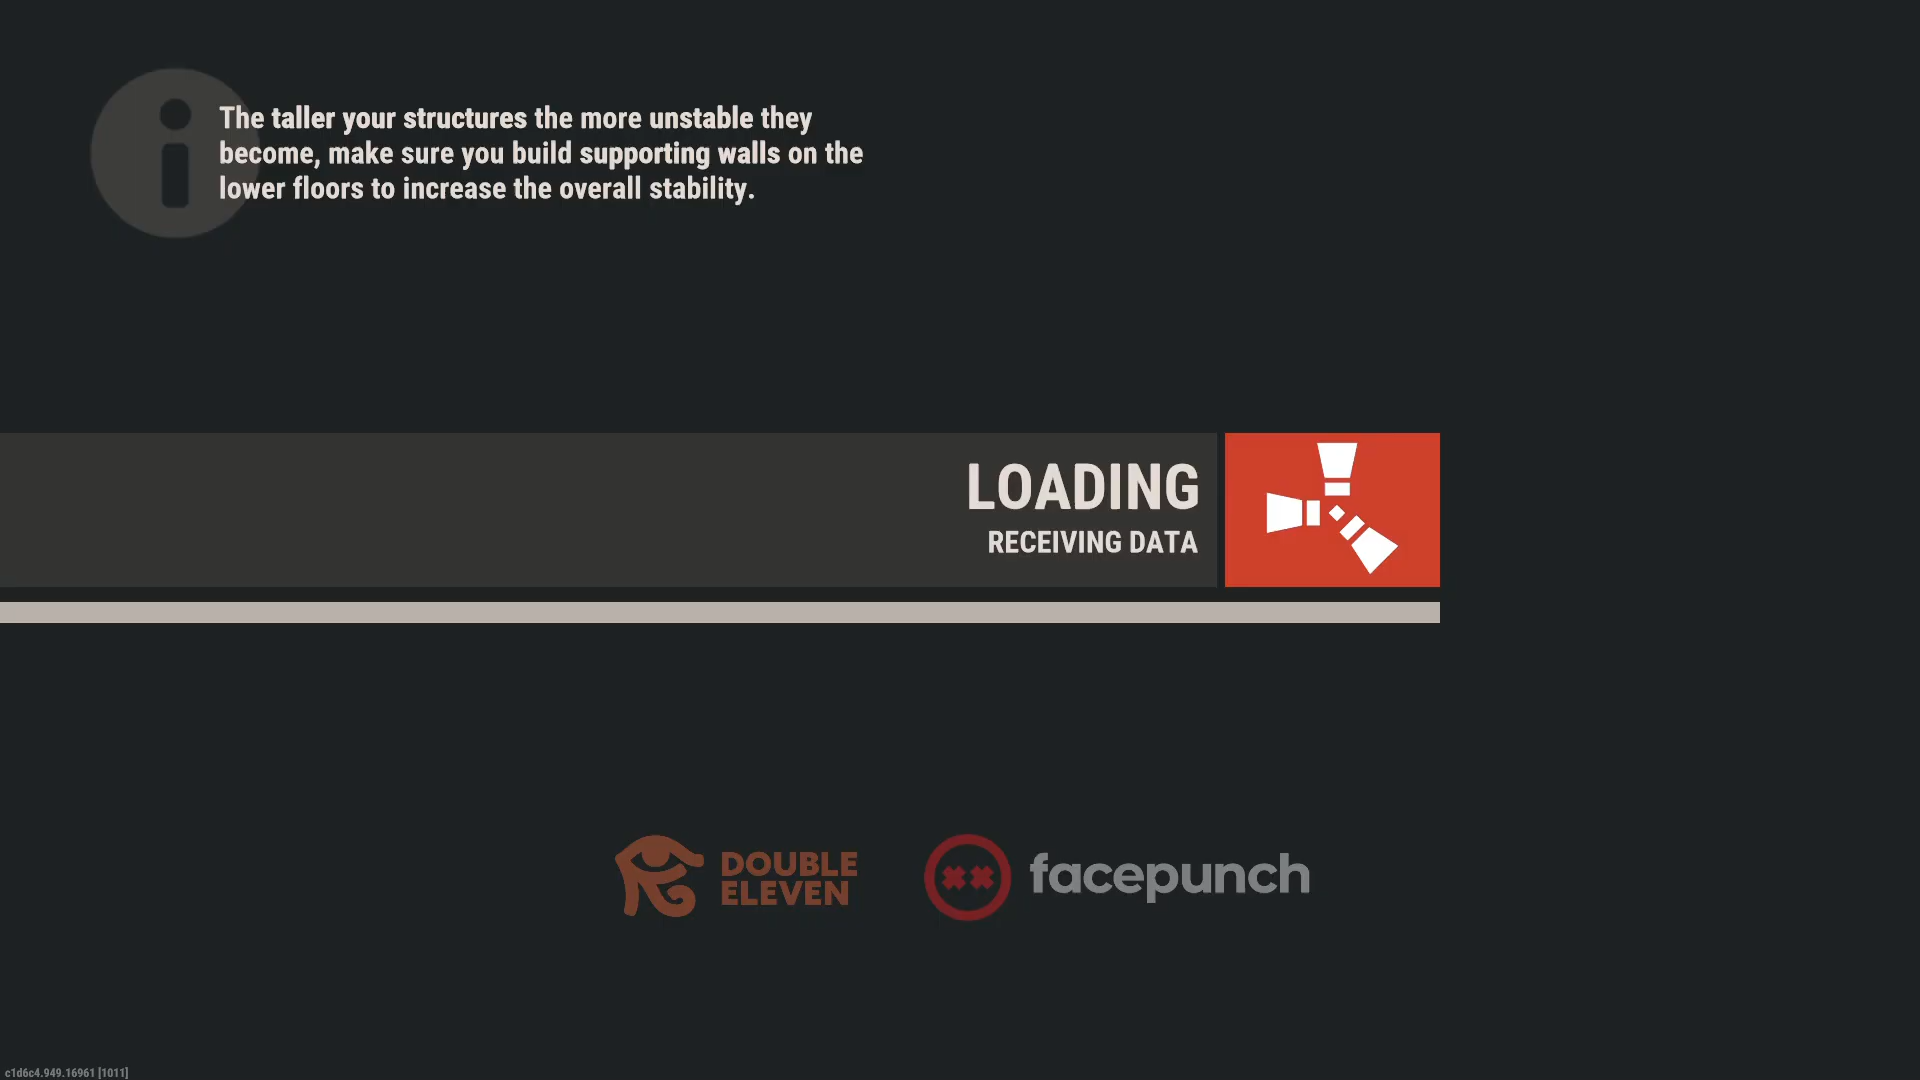 The taller your structures the more unstable they
become, make sure you build supporting walls on the
lower floors to increase the overall stability.
LOADING
RECEIVING DATA
DOUBLE
ELEVEN
facepunch
c1d6c4.949.16961 [1011]